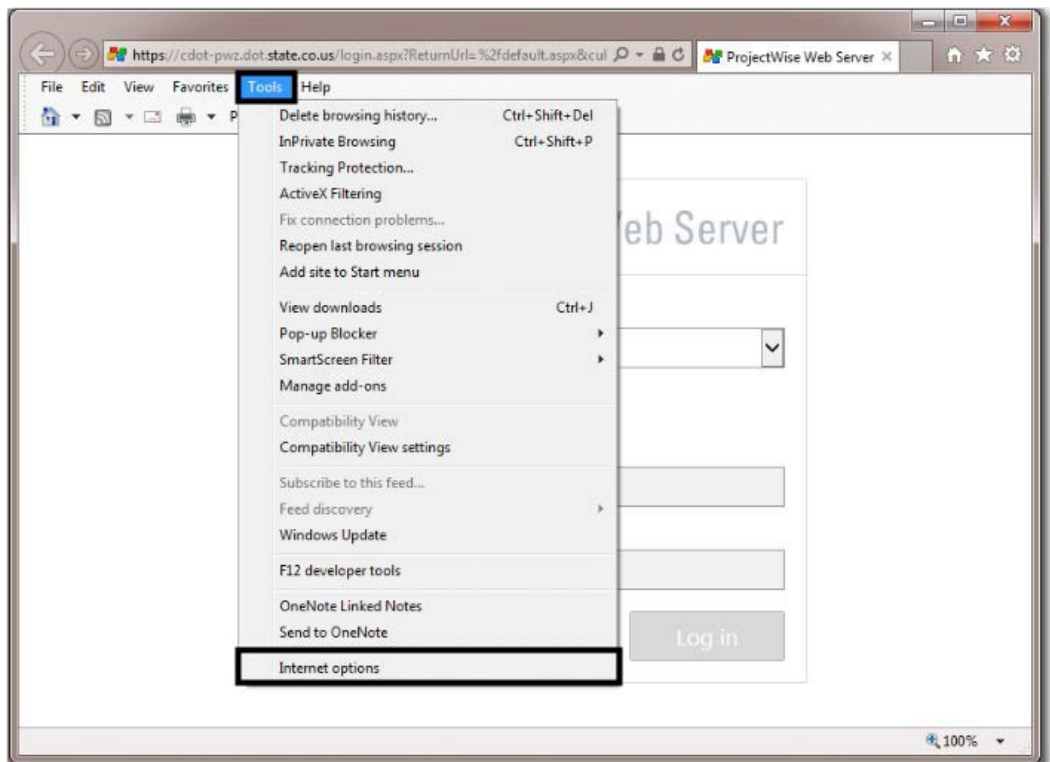 https://cdot-pwz.dot.state.co.us/login.aspx?ReturnUrl=%2fdefault.aspx&cul
ProjectWise Web Server
File Edit View Favorites Tools Help
P
Delete browsing history... Ctrl+Shift+Del
InPrivate Browsing Ctrl+Shift+P
Tracking Protection...
ActiveX Filtering
Fix connection problems...
Reopen last browsing session
Add site to Start menu
View downloads Ctrl+J
Pop-up Blocker
SmartScreen Filter
Manage add-ons
Compatibility View
Compatibility View settings
Subscribe to this feed...
Feed discovery
Windows Update
F12 developer tools
OneNote Linked Notes
Send to OneNote
Internet options
eb Server
Log in
100%